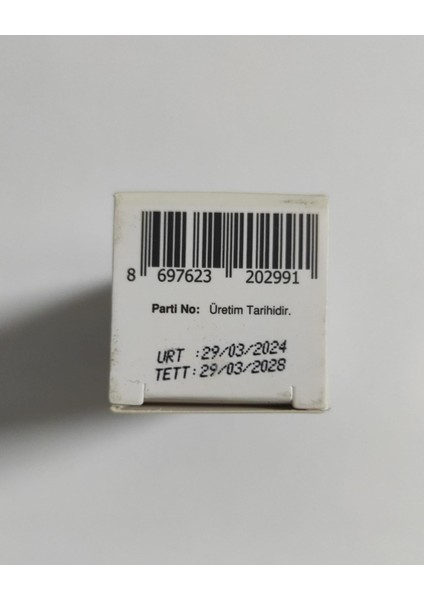 8 697623 202991
Parti No: Üretim Tarihidir.
URT :29/03/2024
TETT:29/03/2028